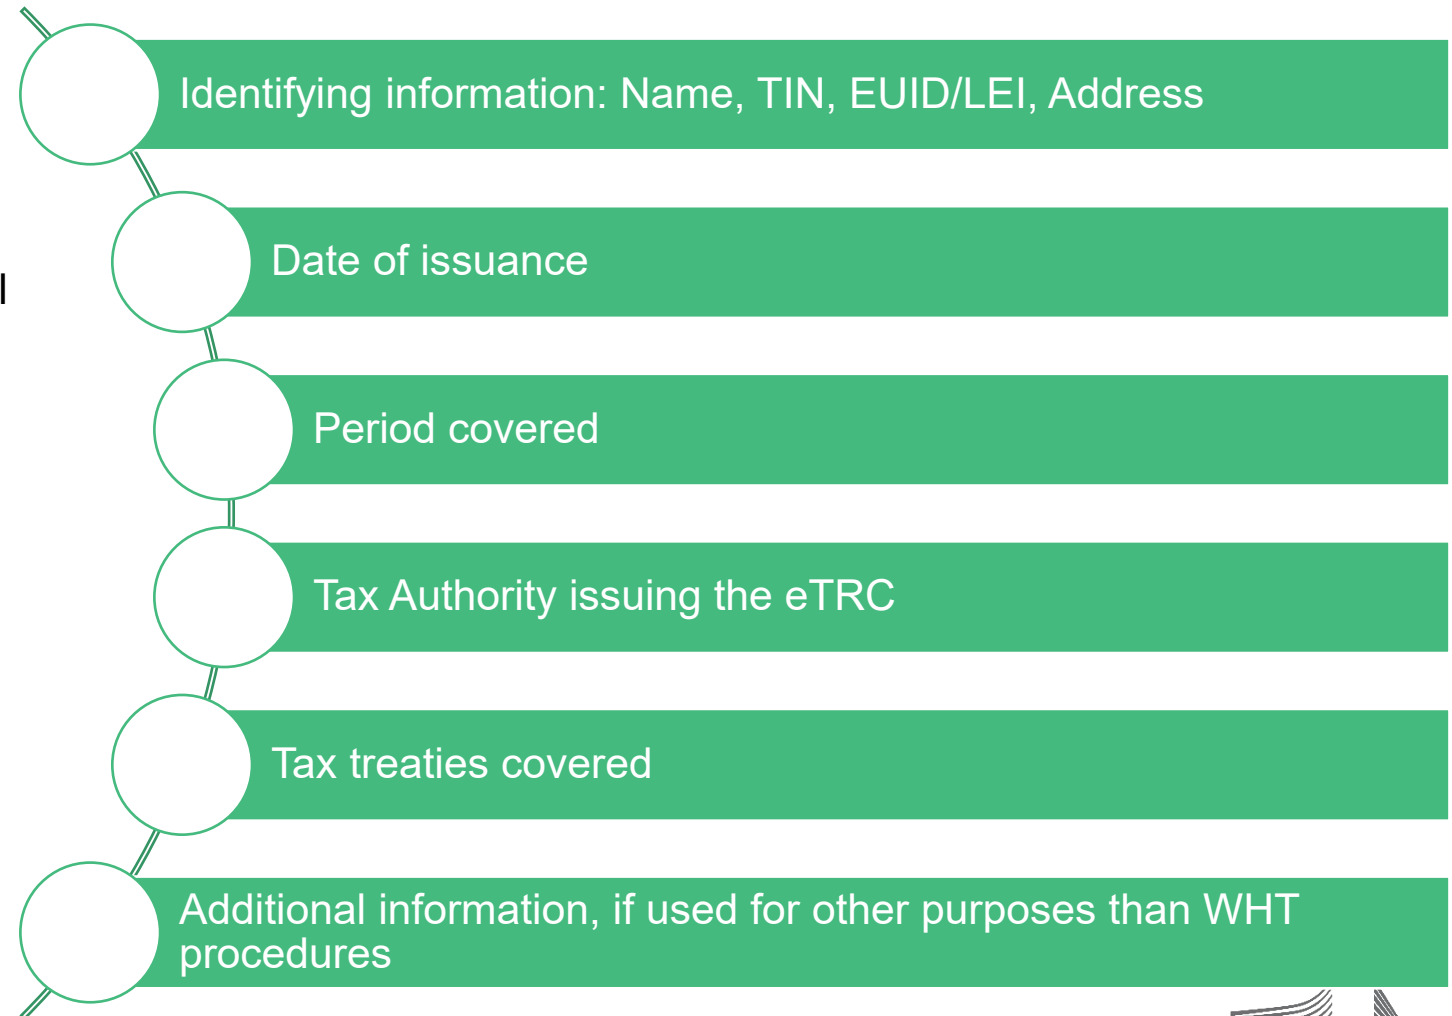 Identifying information: Name, TIN, EUID/LEI, Address
Date of issuance
Period covered
Tax Authority issuing the eTRC
Tax treaties covered
Additional information, if used for other purposes than WHT
procedures